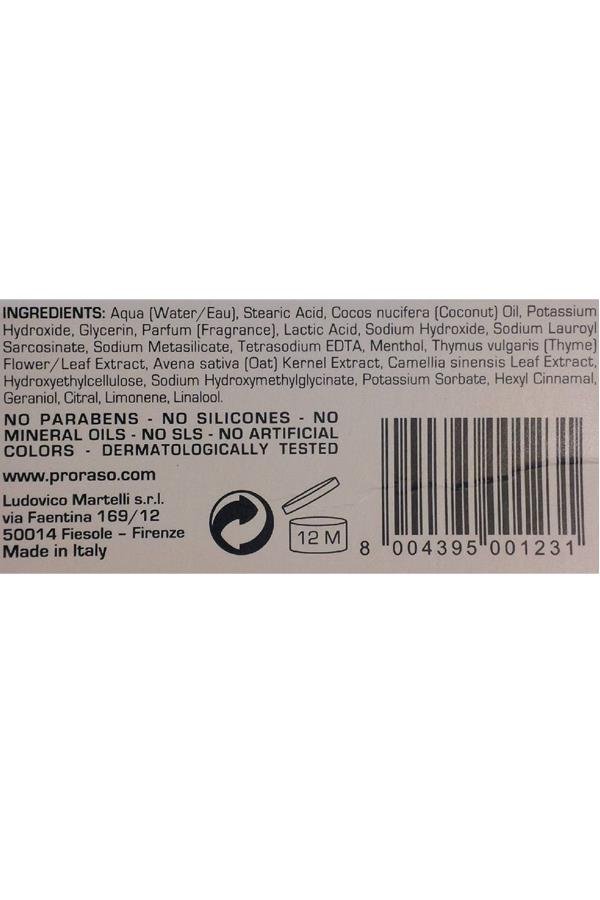 INGREDIENTS: Aqua (Water/Eau), Stearic Acid, Cocos nucifera (Coconut) Oil, Potassium
Hydroxide, Glycerin, Parfum (Fragrance), Lactic Acid, Sodium Hydroxide, Sodium Lauroyl
Sarcosinate, Sodium Metasilicate, Tetrasodium EDTA, Menthol, Thymus vulgaris (Thyme)
Flower/Leaf Extract, Avena sativa (Oat) Kernel Extract, Camellia sinensis Leaf Extract,
Hydroxyethylcellulose, Sodium Hydroxymethylglycinate, Potassium Sorbate, Hexyl Cinnamal,
Geraniol, Citral, Limonene, Linalool.
NO PARABENS - NO SILICONES - NO
MINERAL OILS - NO SLS - NO ARTIFICIAL
COLORS - DERMATOLOGICALLY TESTED
www.proraso.com
Ludovico Martelli s.r.l.
via Faentina 169/12
50014 Fiesole – Firenze
Made in Italy
12 M
8 004395 001231